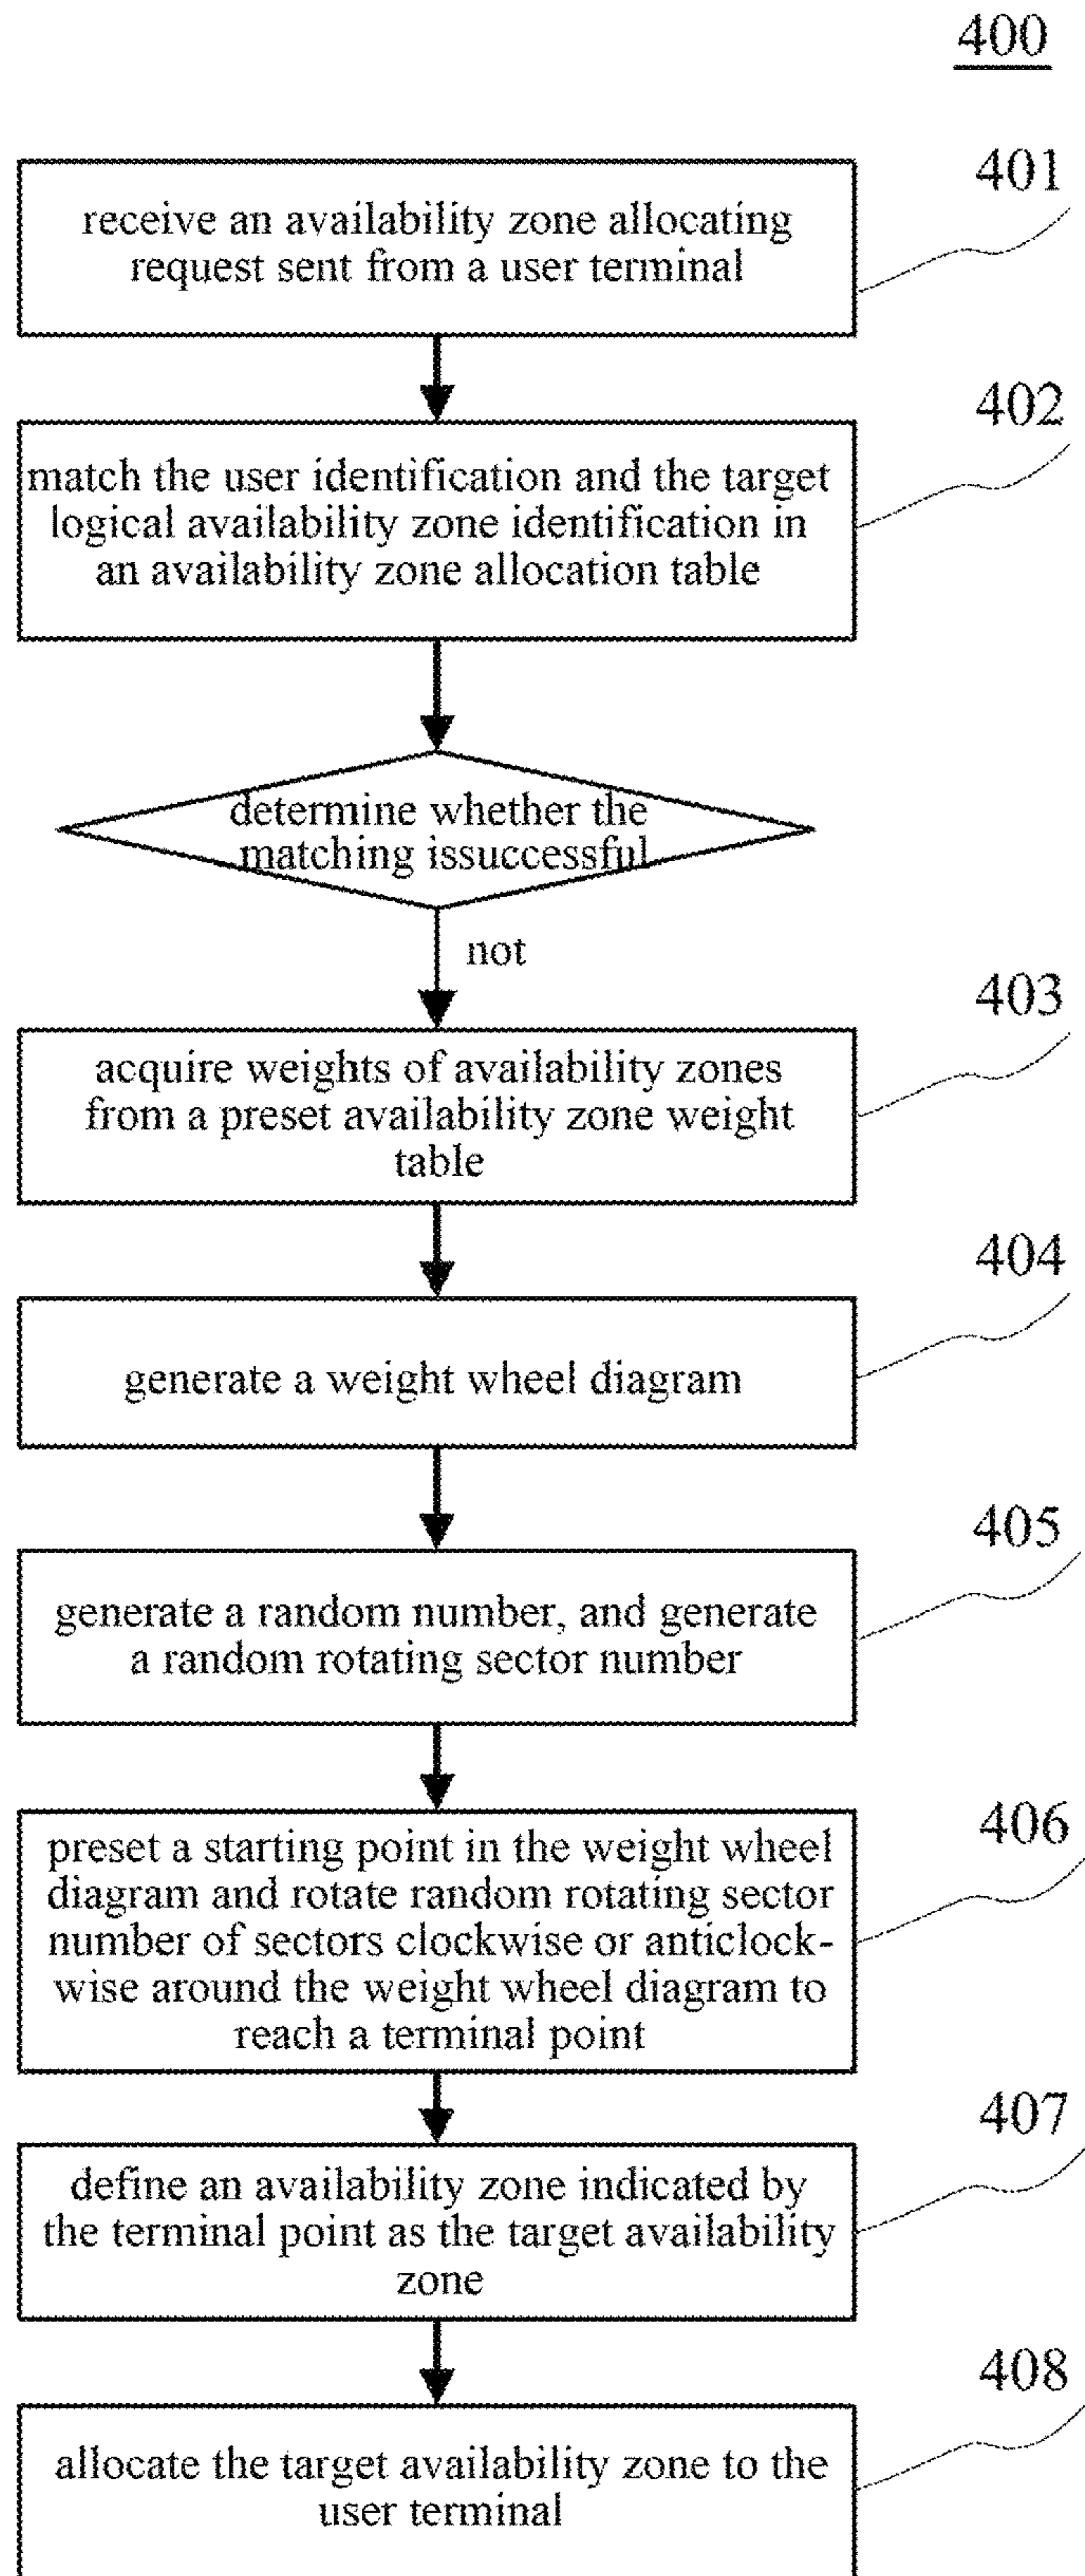 400
401
receive an availability zone allocating
request sent from a user terminal
402
match the user identification and the target
logical availability zone identification in
an availability zone allocation table
determine whether the
matching issuccessful
not
403
acquire weights of availability zones
from a preset availability zone weight
table
404
generate a weight wheel diagram
405
generate a random number, and generate
a random rotating sector number
406
preset a starting point in the weight wheel
diagram and rotate random rotating sector
number of sectors clockwise or anticlock-
wise around the weight wheel diagram to
reach a terminal point
407
define an availability zone indicated by
the terminal point as the target availability
zone
408
allocate the target availability zone to the
user terminal